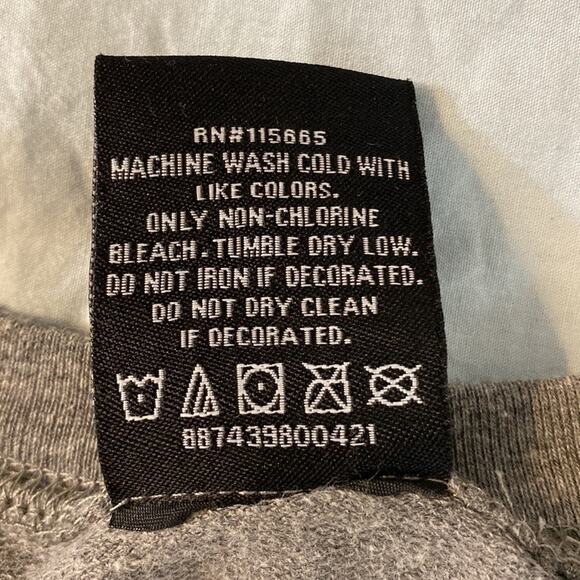 RN#115665
MACHINE WASH COLD WITH
LIKE COLORS.
ONLY NON-CHLORINE
BLEACH. TUMBLE DRY LOW.
DO NOT IRON IF DECORATED.
DO NOT DRY CLEAN
IF DECORATED.
887439800421